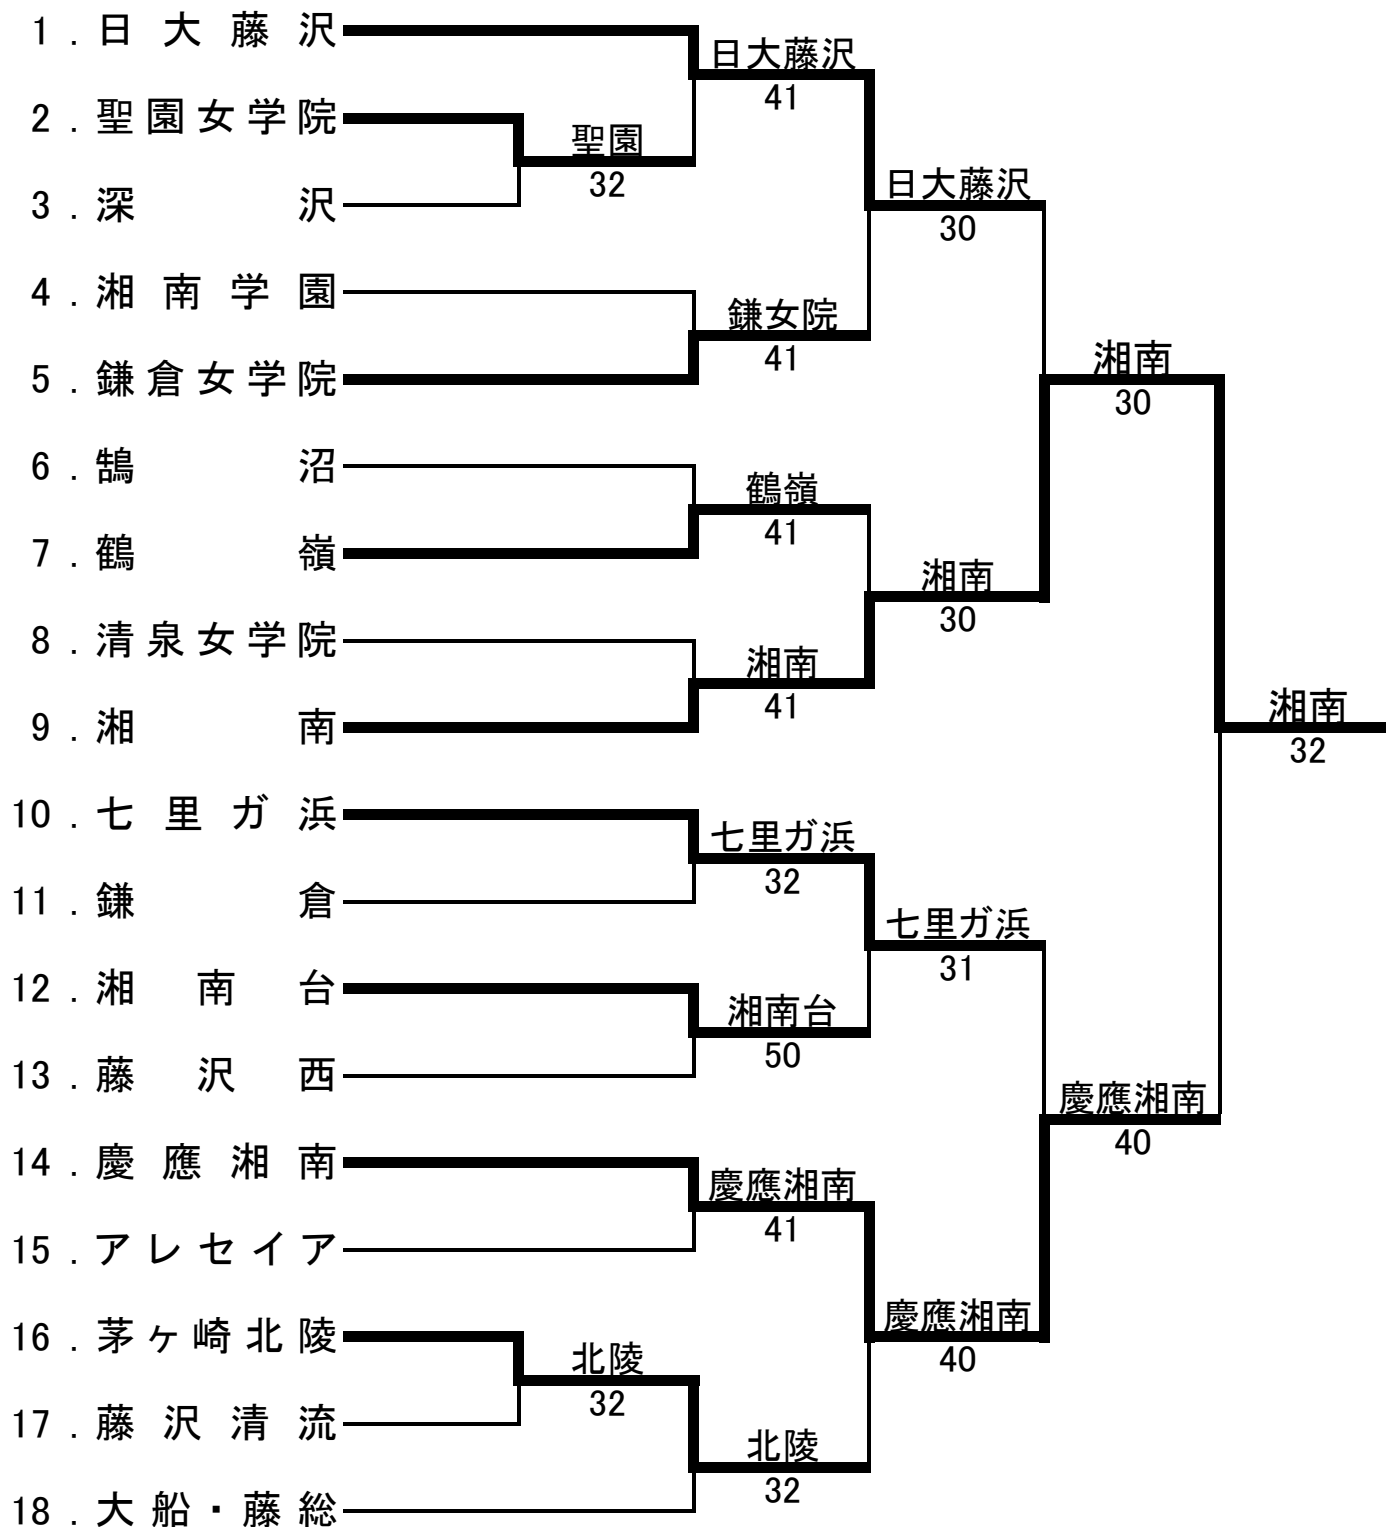 1.日大藤沢
2.聖園女学院
3.深沢
4.湘南学園
5.鎌倉女学院
6.鵠沼
7.鶴嶺
8.清泉女学院
9.湘南
10.七里ガ浜
11.鎌倉
12.湘南台
13.藤沢西
14.慶應湘南
15.アレセイア
16.茅ヶ崎北陵
17.藤沢清流
18.大船・藤総
聖園
32
北陵
32
日大藤沢
41
鎌女院
41
鶴嶺
41
湘南
41
七里ガ浜
32
湘南台
50
慶應湘南
41
北陵
32
日大藤沢
30
湘南
30
七里ガ浜
31
慶應湘南
40
湘南
30
慶應湘南
40
湘南
32